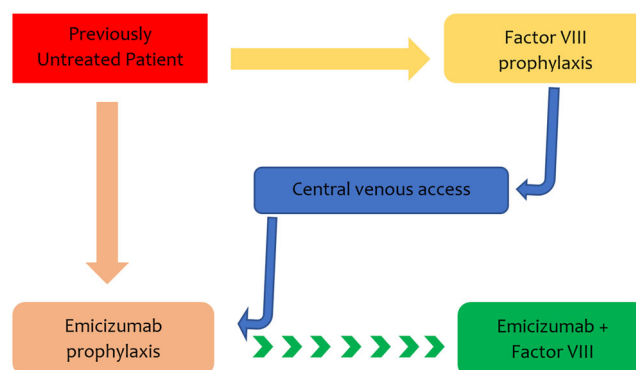 Previously
Untreated Patient
Factor VIII
prophylaxis
Central venous access
Emicizumab
prophylaxis
Emicizumab +
Factor VIII